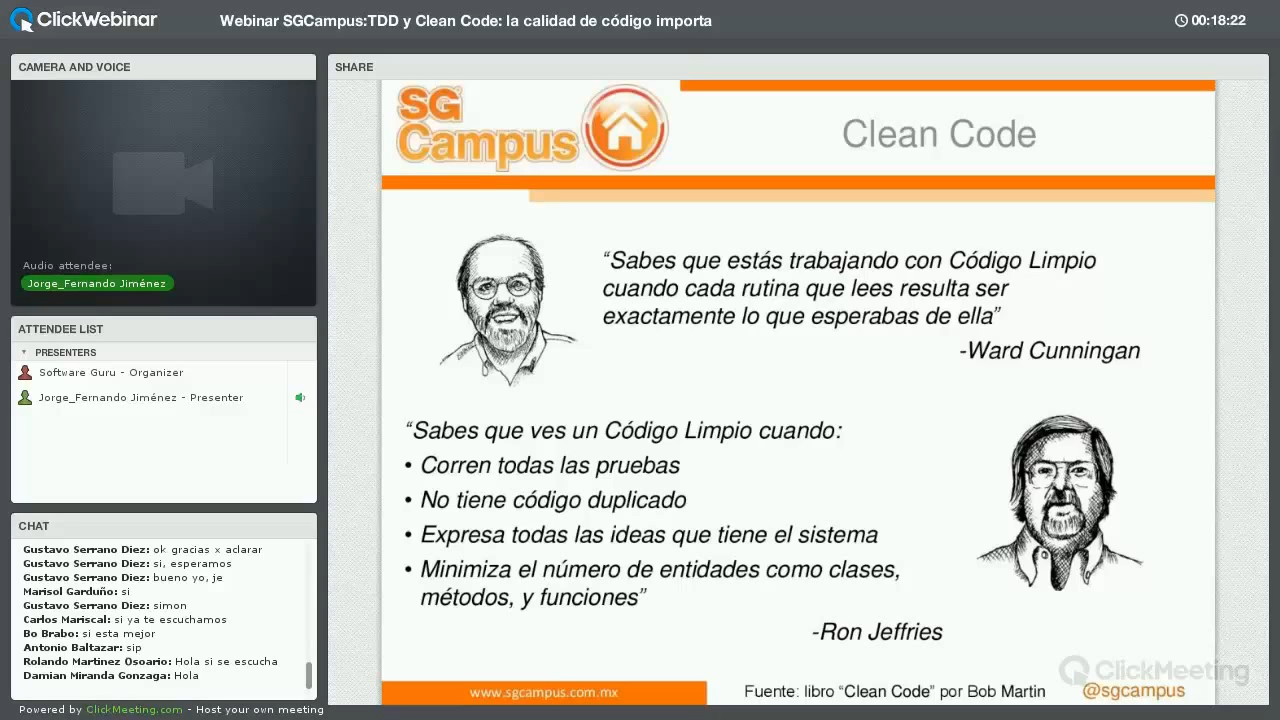 ClickWebinar
Webinar SGCampus:TDD y Clean Code: la calidad de código importa
00:18:22
CAMERA AND VOICE
Audio attendee:
Jorge_Fernando Jiménez
ATTENDEE LIST
PRESENTERS
Software Guru - Organizer
Jorge_Fernando Jiménez - Presenter
CHAT
Gustavo Serrano Diez: ok gracias x aclarar
Gustavo Serrano Diez: si, esperamos
Gustavo Serrano Diez: bueno yo, je
Marisol Garduño: si
Gustavo Serrano Diez: simon
Carlos Mariscal: si ya te escuchamos
Bo Brabo: si esta mejor
Antonio Baltazar: sip
Rolando Martinez Osoario: Hola si se escucha
Damian Miranda Gonzaga: Hola
Powered by ClickMeeting.com - Host your own meeting
SHARE
SG
Campus
Clean Code
“Sabes que estás trabajando con Código Limpio
cuando cada rutina que lees resulta ser
exactamente lo que esperabas de ella”
-Ward Cunningan
“Sabes que ves un Código Limpio cuando:
• Corren todas las pruebas
• No tiene código duplicado
• Expresa todas las ideas que tiene el sistema
• Minimiza el número de entidades como clases,
métodos, y funciones”
-Ron Jeffries
www.sgcampus.com.mx
Fuente: libro “Clean Code” por Bob Martin
ClickMeeting
@sgcampus